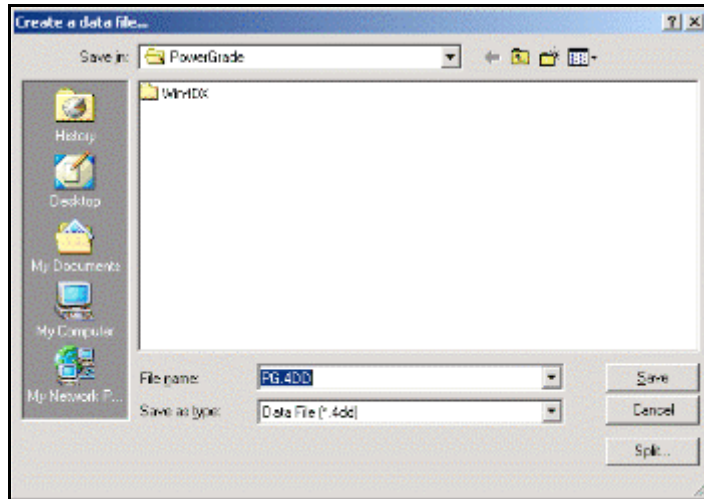 Create a data file...
Save in: PowerGrade
Win4DX
History
Desktop
My Documents
My Computer
My Network P...
File name: PG.4DD
Save as type: Data File (*.4dd)
Save
Cancel
Split...